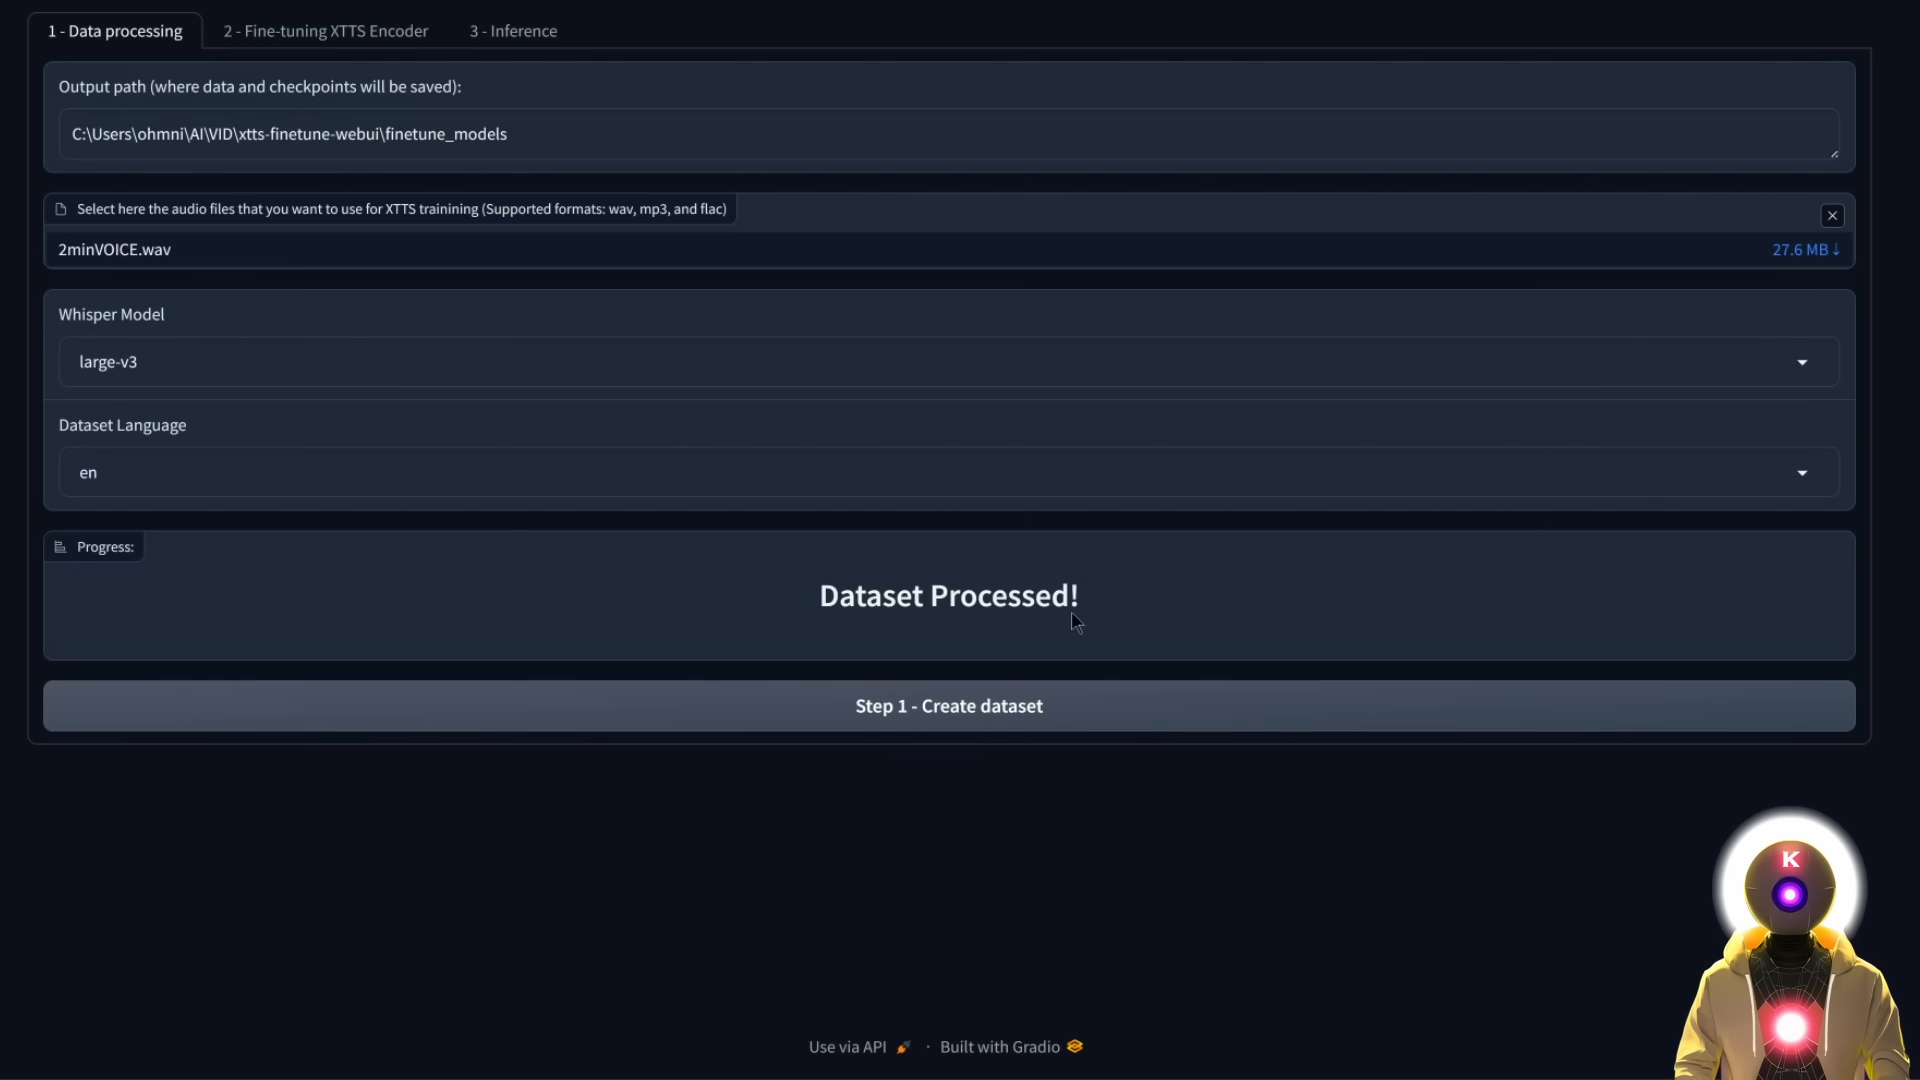 1 - Data processing
2 - Fine-tuning XTTS Encoder
3 - Inference
Output path (where data and checkpoints will be saved):
C:\Users\ohmni\AI\VID\xtts-finetune-webui\finetune_models
Select here the audio files that you want to use for XTTS trainining (Supported formats: wav, mp3, and flac)
2minVOICE.wav
27.6 MB ↓
Whisper Model
large-v3
Dataset Language
en
Progress:
Dataset Processed!
Step 1 - Create dataset
K
Use via API · Built with Gradio